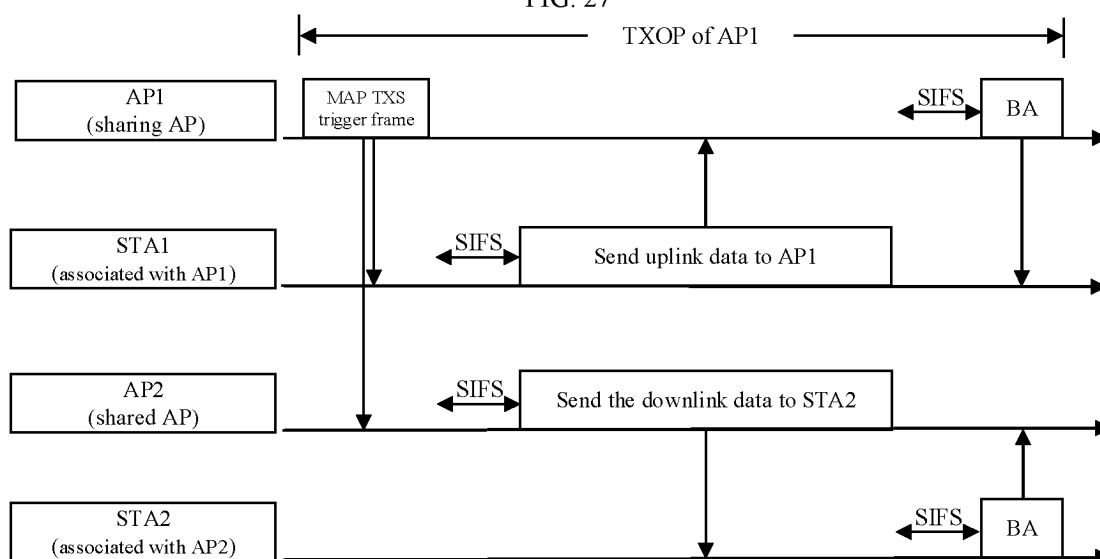 FIG. 27
TXOP of AP1
AP1
(sharing AP)
MAP TXS
trigger frame
SIFS
BA
STA1
(associated with AP1)
SIFS
Send uplink data to AP1
AP2
(shared AP)
SIFS
Send the downlink data to STA2
STA2
(associated with AP2)
SIFS
BA